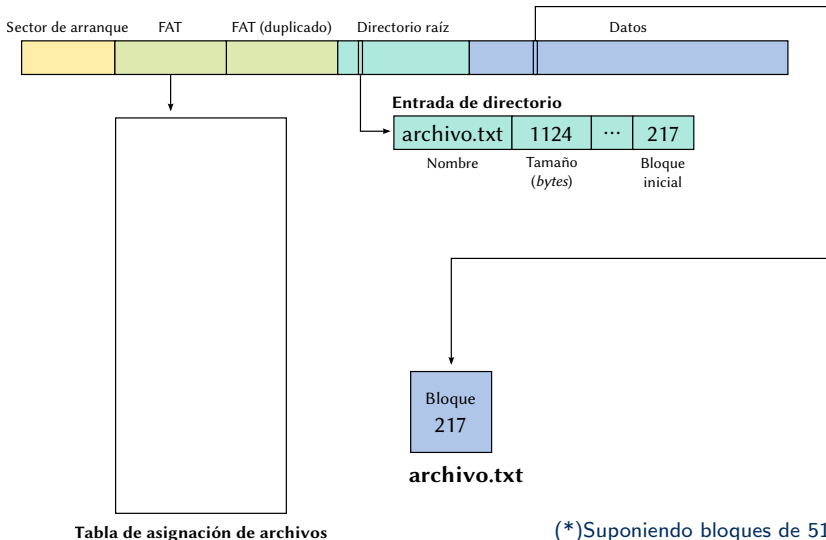 Sector de arranque FAT FAT (duplicado) Directorio raíz Datos
Entrada de directorio
archivo.txt 1124 ... 217
Nombre Tamaño Bloque
(bytes) inicial
Bloque
217
archivo.txt
Tabla de asignación de archivos
(*)Suponiendo bloques de 51